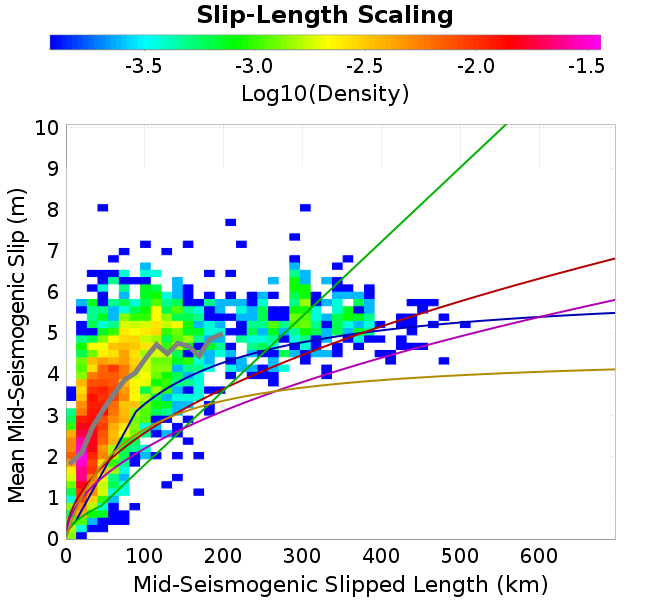 Slip-Length Scaling
-3.5 -3.0 -2.5 -2.0 -1.5
Log10(Density)
10
9
8
7
6
5
4
3
2
1
0
Mean Mid-Seismogenic Slip (m)
0 100 200 300 400 500 600
Mid-Seismogenic Slipped Length (km)